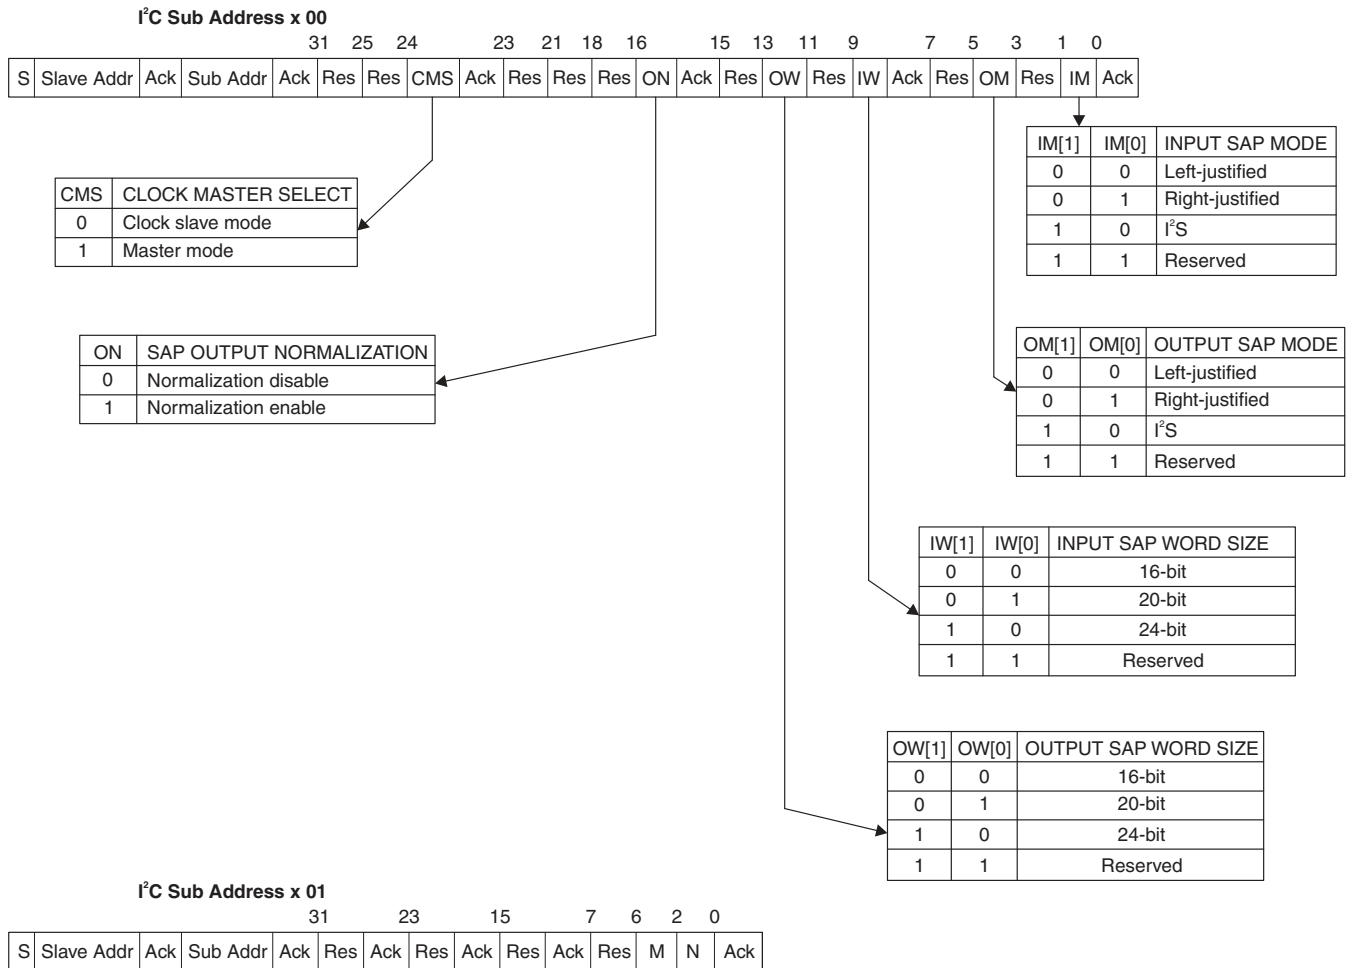 I²C Sub Address x 00
31 25 24 23 21 18 16 15 13 11 9 7 5 3 1 0
S Slave Addr Ack Sub Addr Ack Res Res CMS Ack Res Res Res ON Ack Res OW Res IW Ack Res OM Res IM Ack
IM[1] IM[0] INPUT SAP MODE
0 0 Left-justified
0 1 Right-justified
1 0 I²S
1 1 Reserved
CMS CLOCK MASTER SELECT
0 Clock slave mode
1 Master mode
ON SAP OUTPUT NORMALIZATION
0 Normalization disable
1 Normalization enable
OM[1] OM[0] OUTPUT SAP MODE
0 0 Left-justified
0 1 Right-justified
1 0 I²S
1 1 Reserved
IW[1] IW[0] INPUT SAP WORD SIZE
0 0 16-bit
0 1 20-bit
1 0 24-bit
1 1 Reserved
OW[1] OW[0] OUTPUT SAP WORD SIZE
0 0 16-bit
0 1 20-bit
1 0 24-bit
1 1 Reserved
I²C Sub Address x 01
31 23 15 7 6 2 0
S Slave Addr Ack Sub Addr Ack Res Ack Res Ack Res Ack Res M N Ack